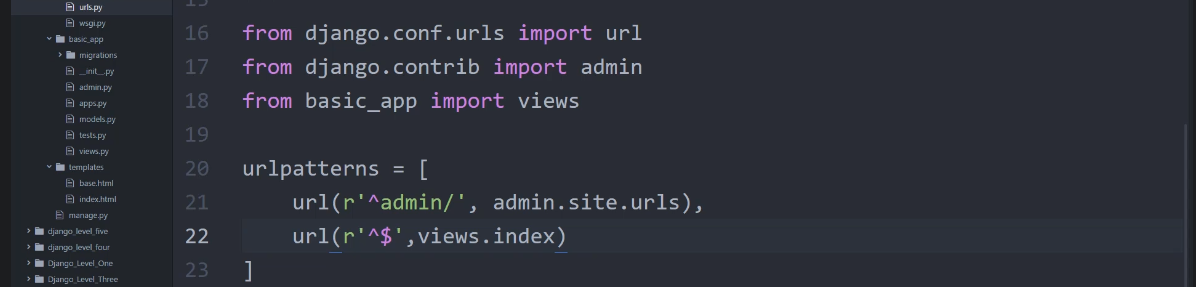 urls.py
wsgi.py
basic_app
migrations
__init__.py
admin.py
apps.py
models.py
tests.py
views.py
templates
base.html
index.html
manage.py
django_level_five
django_level_four
Django_Level_One
Django_Level_Three
15
16 from django.conf.urls import url
17 from django.contrib import admin
18 from basic_app import views
19
20 urlpatterns = [
21     url(r'^admin/', admin.site.urls),
22     url(r'^$',views.index)
23 ]